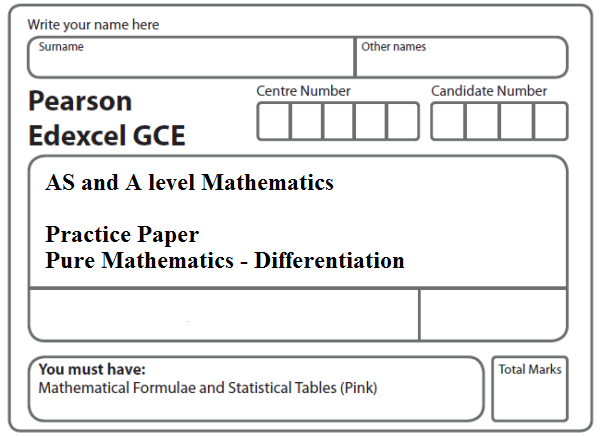 Write your name here
Surname
Other names
Pearson
Edexcel GCE
Centre Number
Candidate Number
AS and A level Mathematics
Practice Paper
Pure Mathematics - Differentiation
You must have:
Mathematical Formulae and Statistical Tables (Pink)
Total Marks